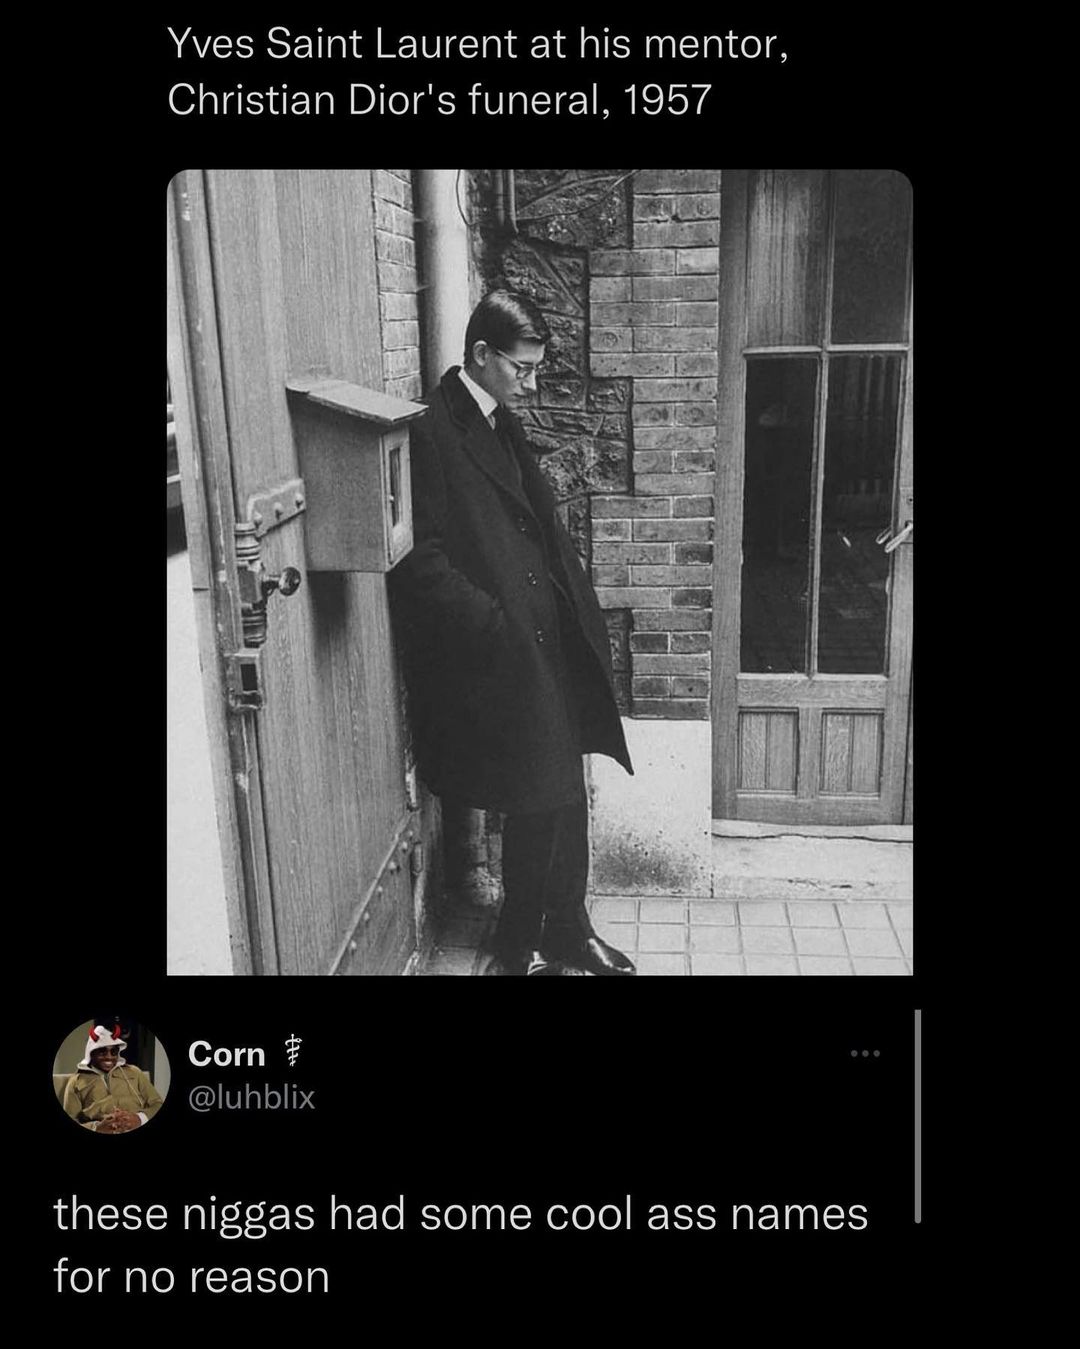 Yves Saint Laurent at his mentor,
Christian Dior's funeral, 1957
Corn
@luhblix
these niggas had some cool ass names
for no reason